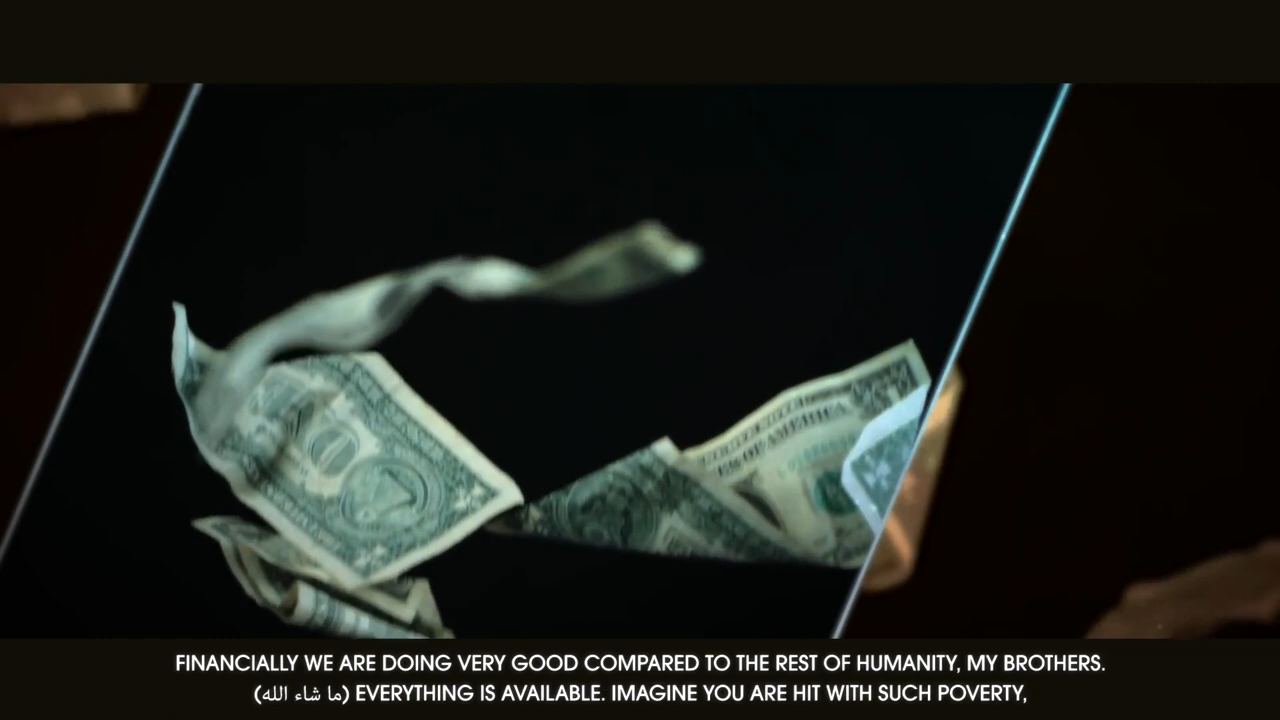 FINANCIALLY WE ARE DOING VERY GOOD COMPARED TO THE REST OF HUMANITY, MY BROTHERS.
(ما شاء الله) EVERYTHING IS AVAILABLE. IMAGINE YOU ARE HIT WITH SUCH POVERTY,